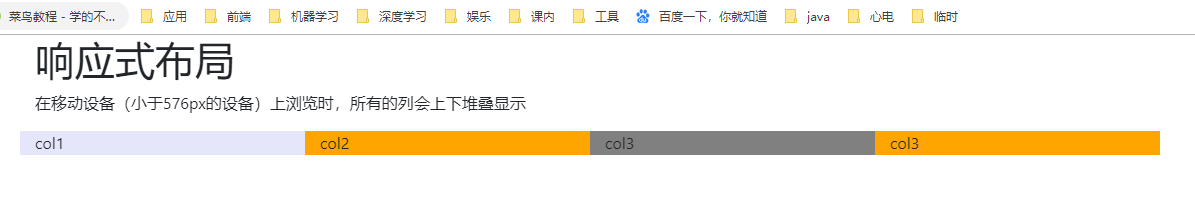 菜鸟教程 - 学的不... 应用 前端 机器学习 深度学习 娱乐 课内 工具 百度一下，你就知道 java 心电 临时
响应式布局
在移动设备（小于576px的设备）上浏览时，所有的列会上下堆叠显示
col1 col2 col3 col3